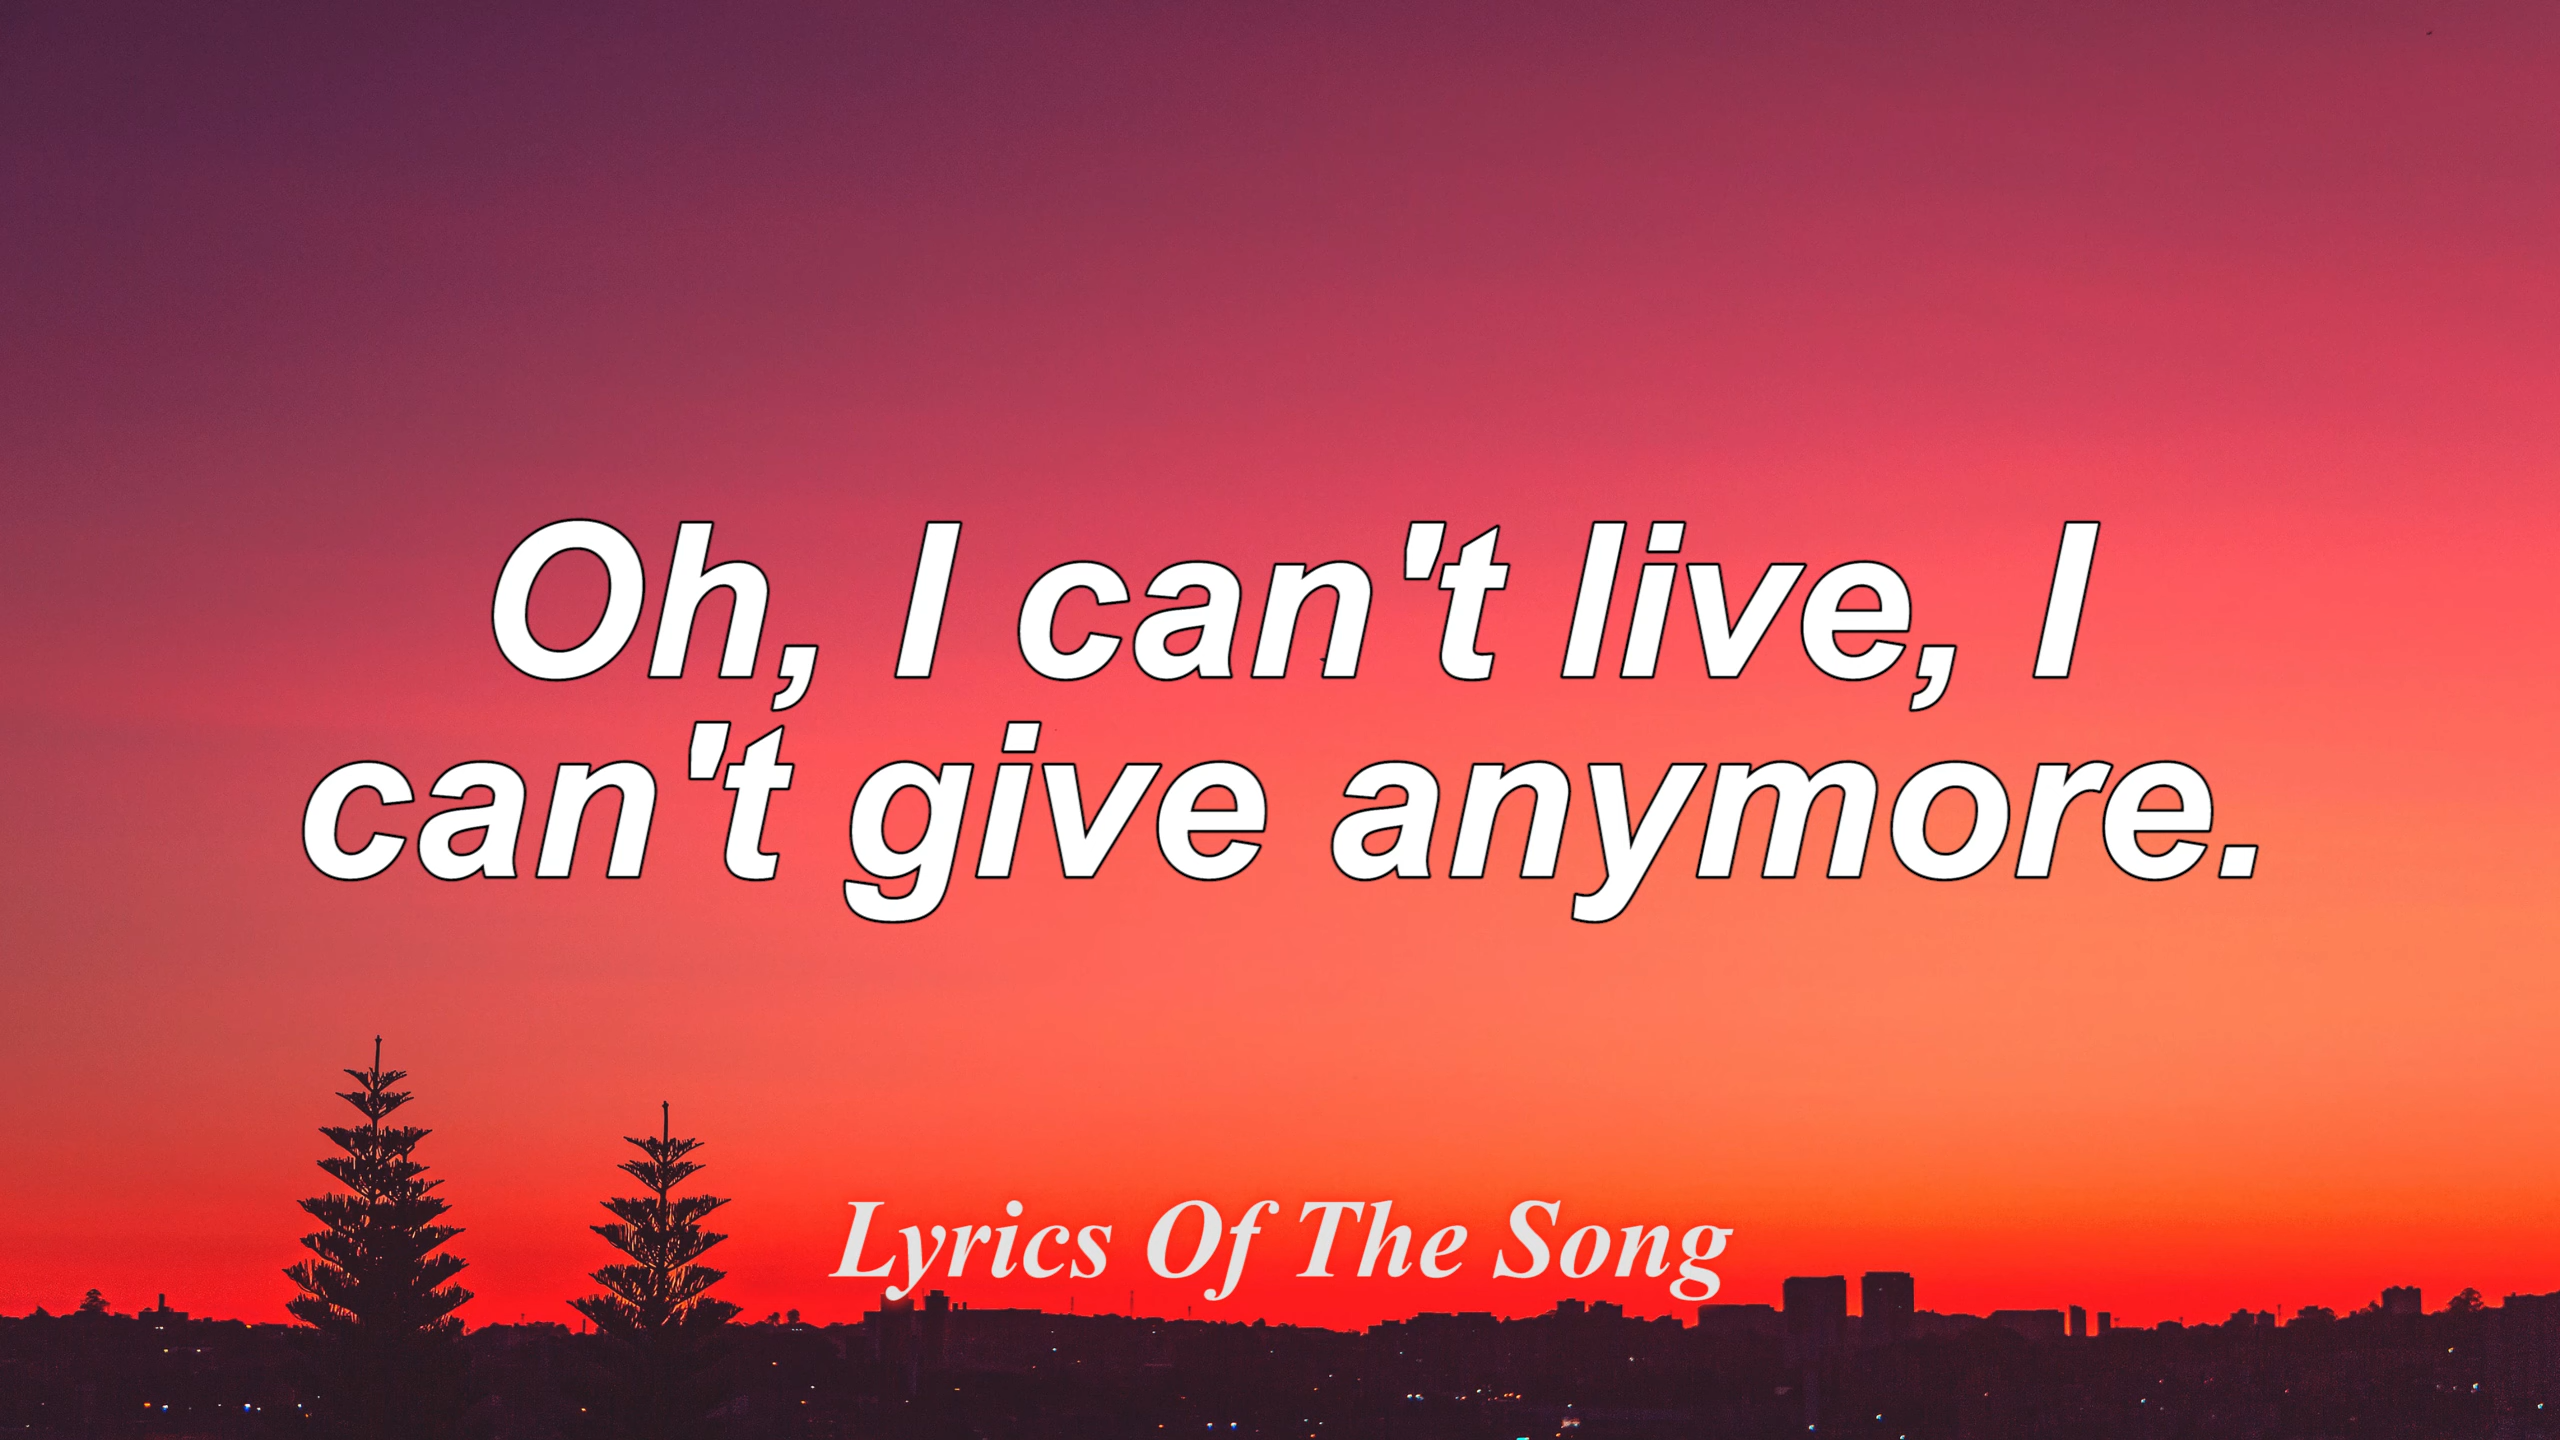 Oh, I can't live, I
can't give anymore.
Lyrics Of The Song